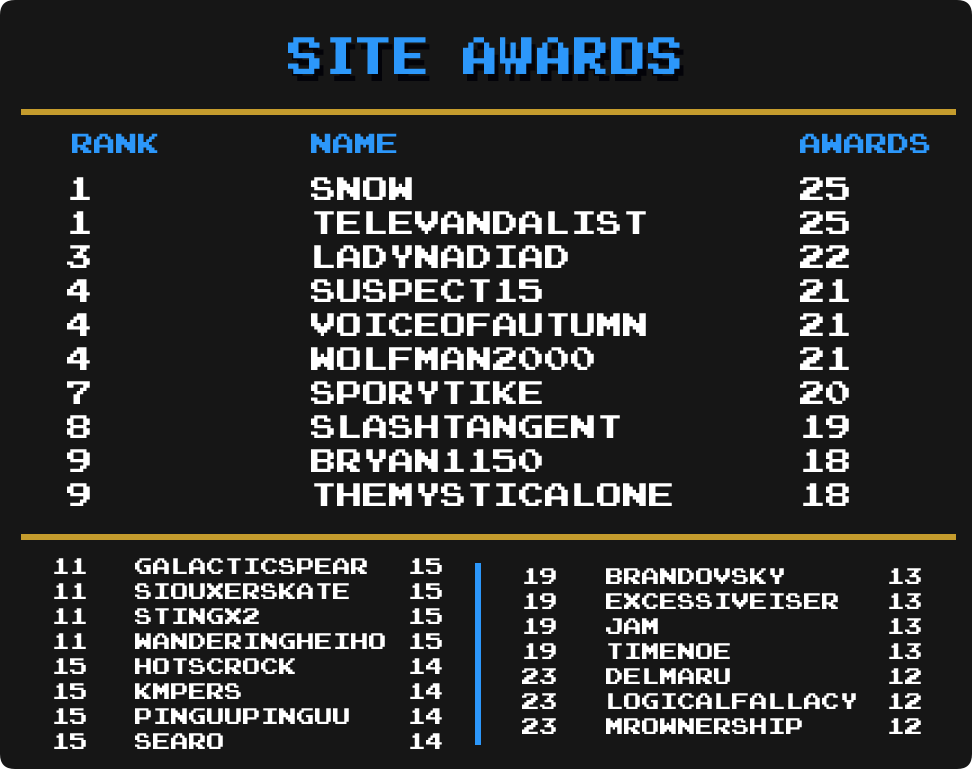 SITE AWARDS
RANK NAME AWARDS
1 SNOW 25
1 TELEVANDALIST 25
3 LADYNADIAD 22
4 SUSPECT15 21
4 VOICEOFAUTUMN 21
4 WOLFMAN2000 21
7 SPORYTIKE 20
8 SLASHTANGENT 19
9 BRYAN1150 18
9 THEMYSTICALONE 18
11 GALACTICSPEAR 15
11 SIOUXERSKATE 15
11 STINGX2 15
11 WANDERINGHEIHO 15
15 HOTSCROCK 14
15 KMPERS 14
15 PINGUUPINGUU 14
15 SEARO 14
19 BRANDOVSKY 13
19 EXCESSIVEISER 13
19 JAM 13
19 TIMENOE 13
23 DELMARU 12
23 LOGICALFALLACY 12
23 MROWNERSHIP 12